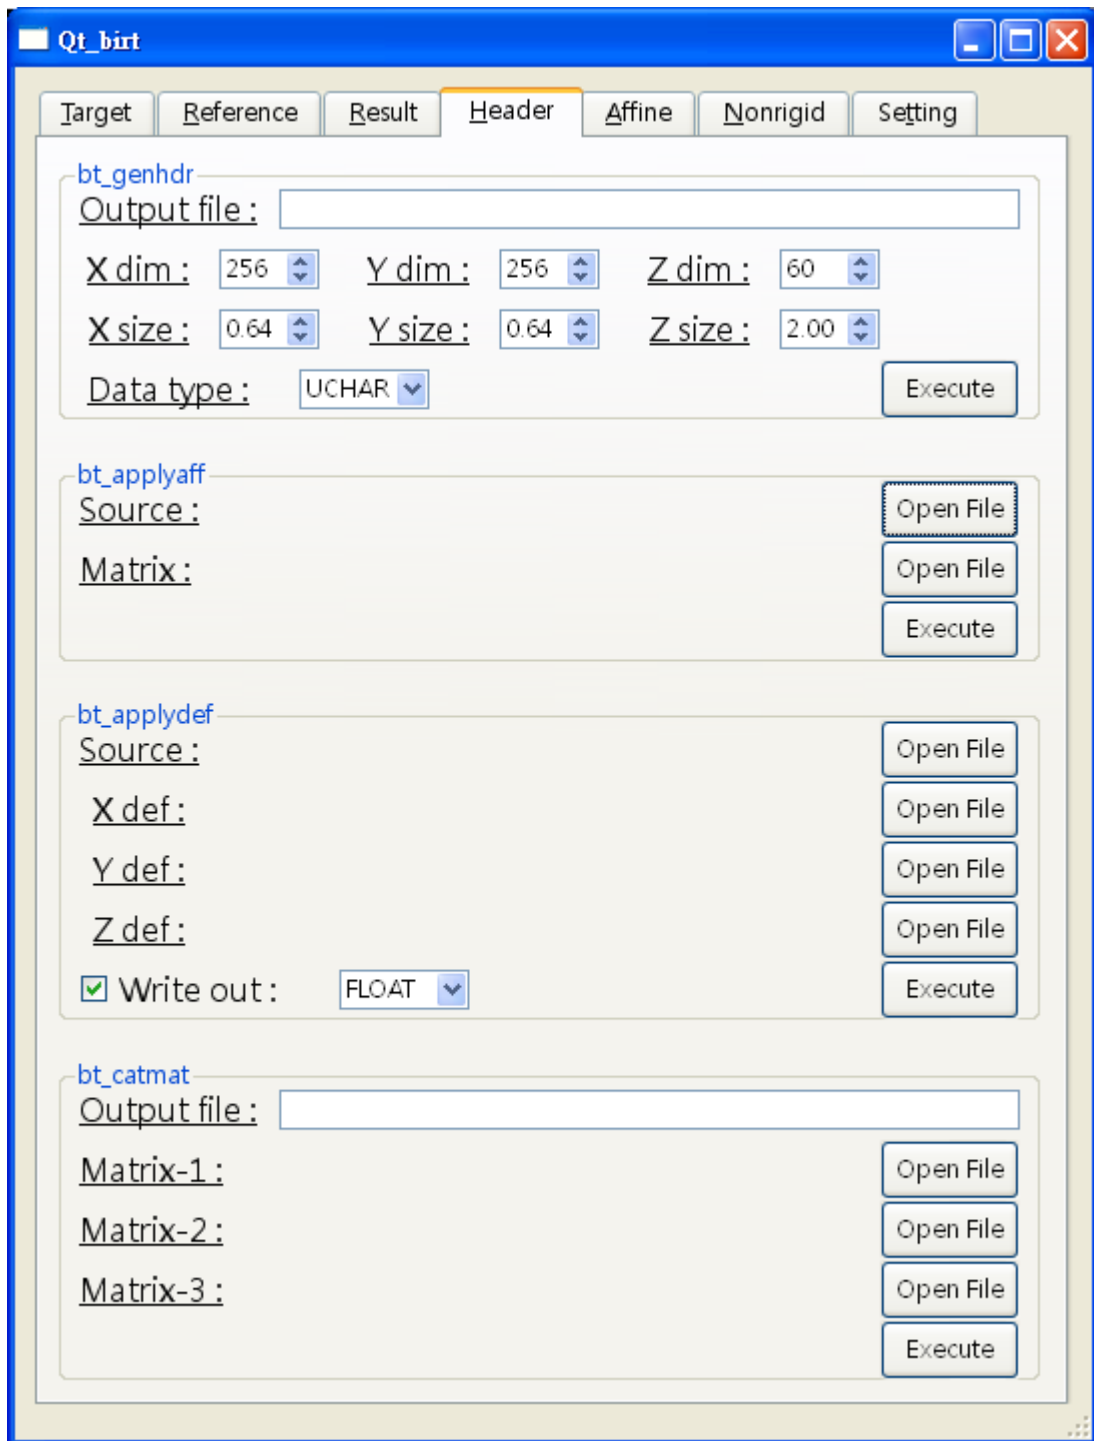 Qt_birt
Target Reference Result Header Affine Nonrigid Setting
bt_genhdr
Output file :
X dim : 256 Y dim : 256 Z dim : 60
X size : 0.64 Y size : 0.64 Z size : 2.00
Data type : UCHAR Execute
bt_applyaff
Source : Open File
Matrix : Open File
Execute
bt_applydef
Source : Open File
X def : Open File
Y def : Open File
Z def : Open File
Write out : FLOAT Execute
bt_catmat
Output file :
Matrix-1 : Open File
Matrix-2 : Open File
Matrix-3 : Open File
Execute